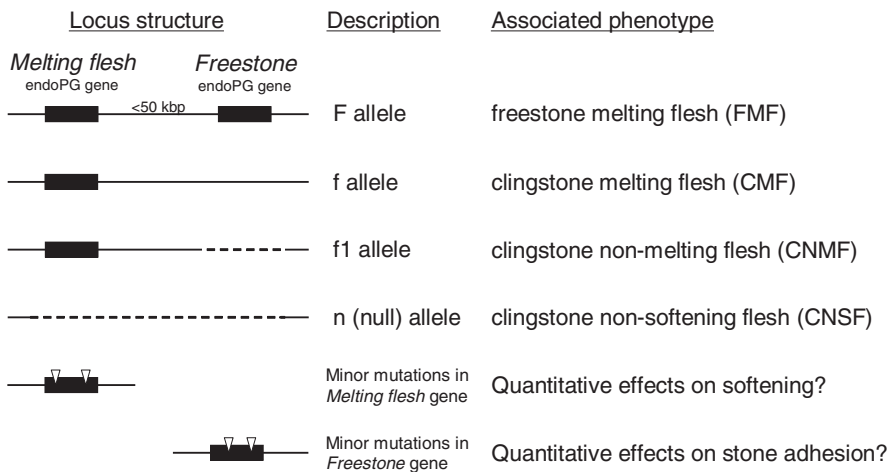 Locus structure Description Associated phenotype
Melting flesh Freestone
endoPG gene endoPG gene
<50 kbp F allele freestone melting flesh (FMF)
f allele clingstone melting flesh (CMF)
f1 allele clingstone non-melting flesh (CNMF)
n (null) allele clingstone non-softening flesh (CNSF)
Minor mutations in
Melting flesh gene
Quantitative effects on softening?
Minor mutations in
Freestone gene
Quantitative effects on stone adhesion?